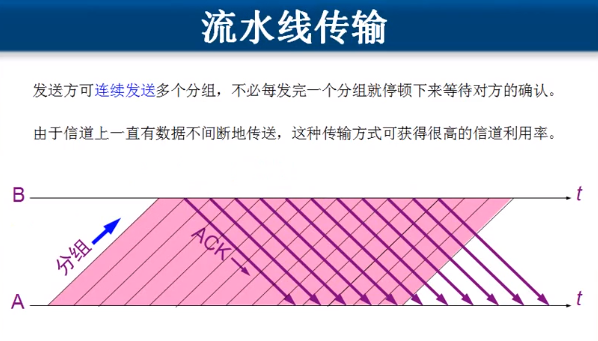 流水线传输
发送方可连续发送多个分组，不必每发完一个分组就停顿下来等待对方的确认。
由于信道上一直有数据不间断地传送，这种传输方式可获得很高的信道利用率。
B
t
分组
ACK
A
t